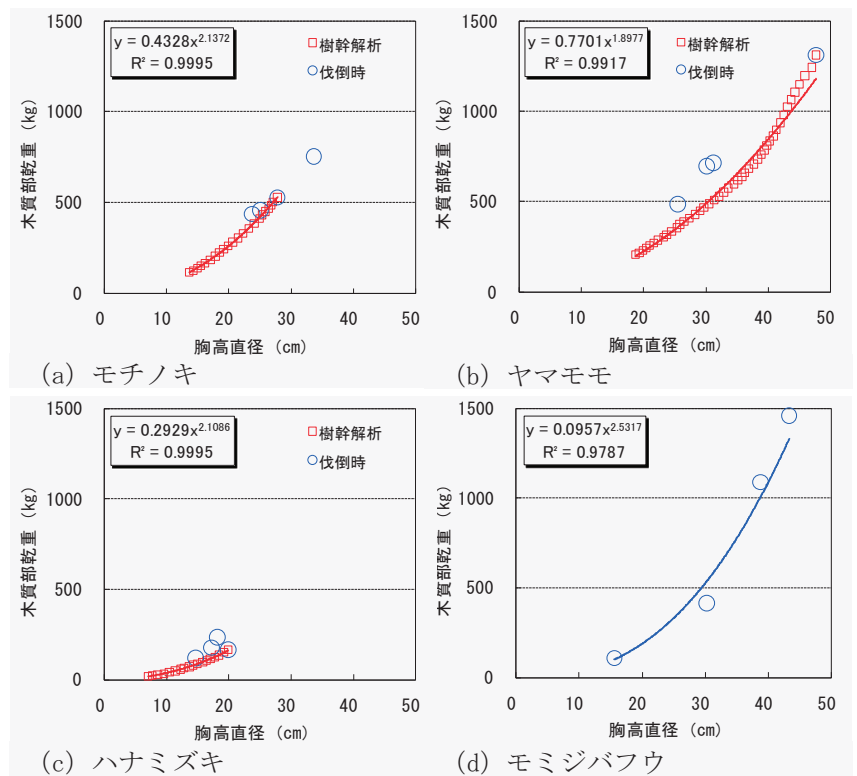 1500
1000
500
0
木質部乾重 (kg)
y = 0.4328x^2.1372
R² = 0.9995
樹幹解析
伐倒時
0 10 20 30 40 50
胸高直径 (cm)
(a) モチノキ
1500
1000
500
0
木質部乾重 (kg)
y = 0.7701x^1.8977
R² = 0.9917
樹幹解析
伐倒時
0 10 20 30 40 50
胸高直径 (cm)
(b) ヤマモモ
1500
1000
500
0
木質部乾重 (kg)
y = 0.2929x^2.1086
R² = 0.9995
樹幹解析
伐倒時
0 10 20 30 40 50
胸高直径 (cm)
(c) ハナミズキ
1500
1000
500
0
木質部乾重 (kg)
y = 0.0957x^2.5317
R² = 0.9787
0 10 20 30 40 50
胸高直径 (cm)
(d) モミジバフウ